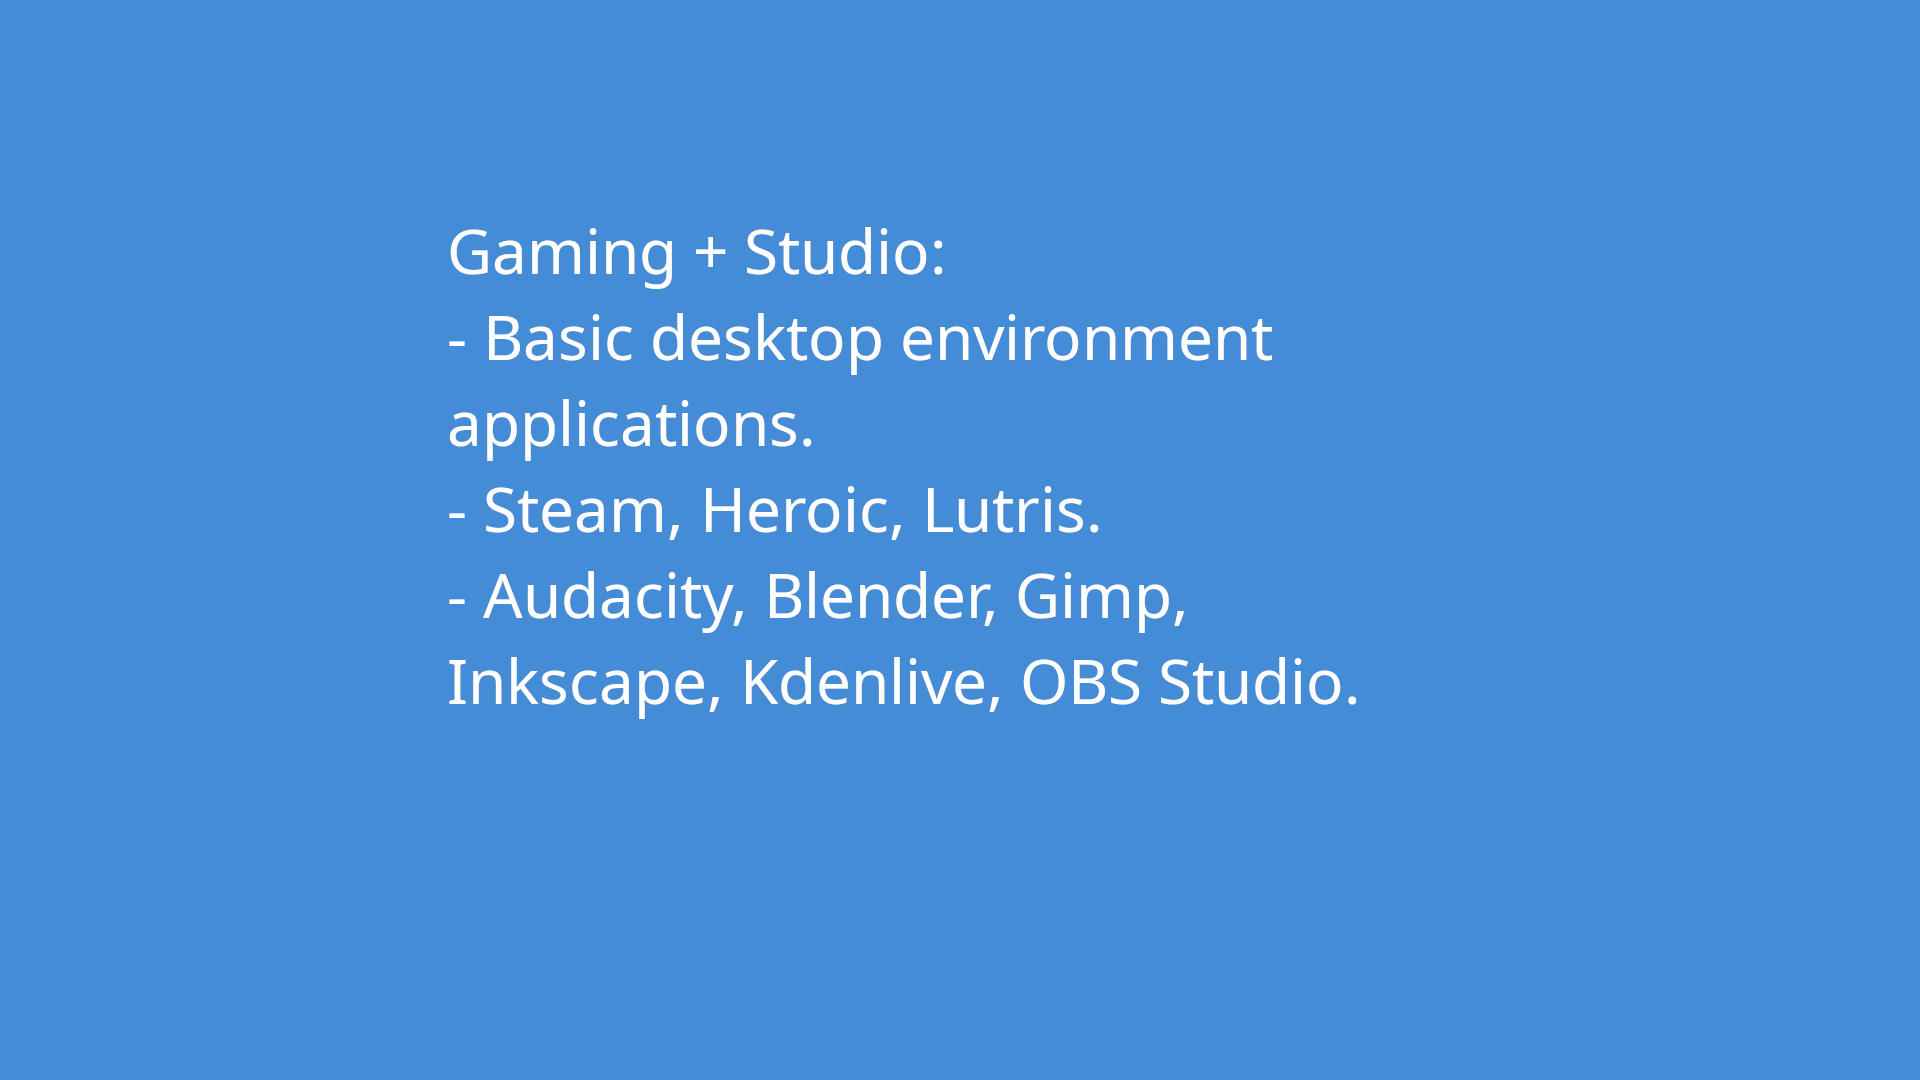 Gaming + Studio:
- Basic desktop environment
applications.
- Steam, Heroic, Lutris.
- Audacity, Blender, Gimp,
Inkscape, Kdenlive, OBS Studio.